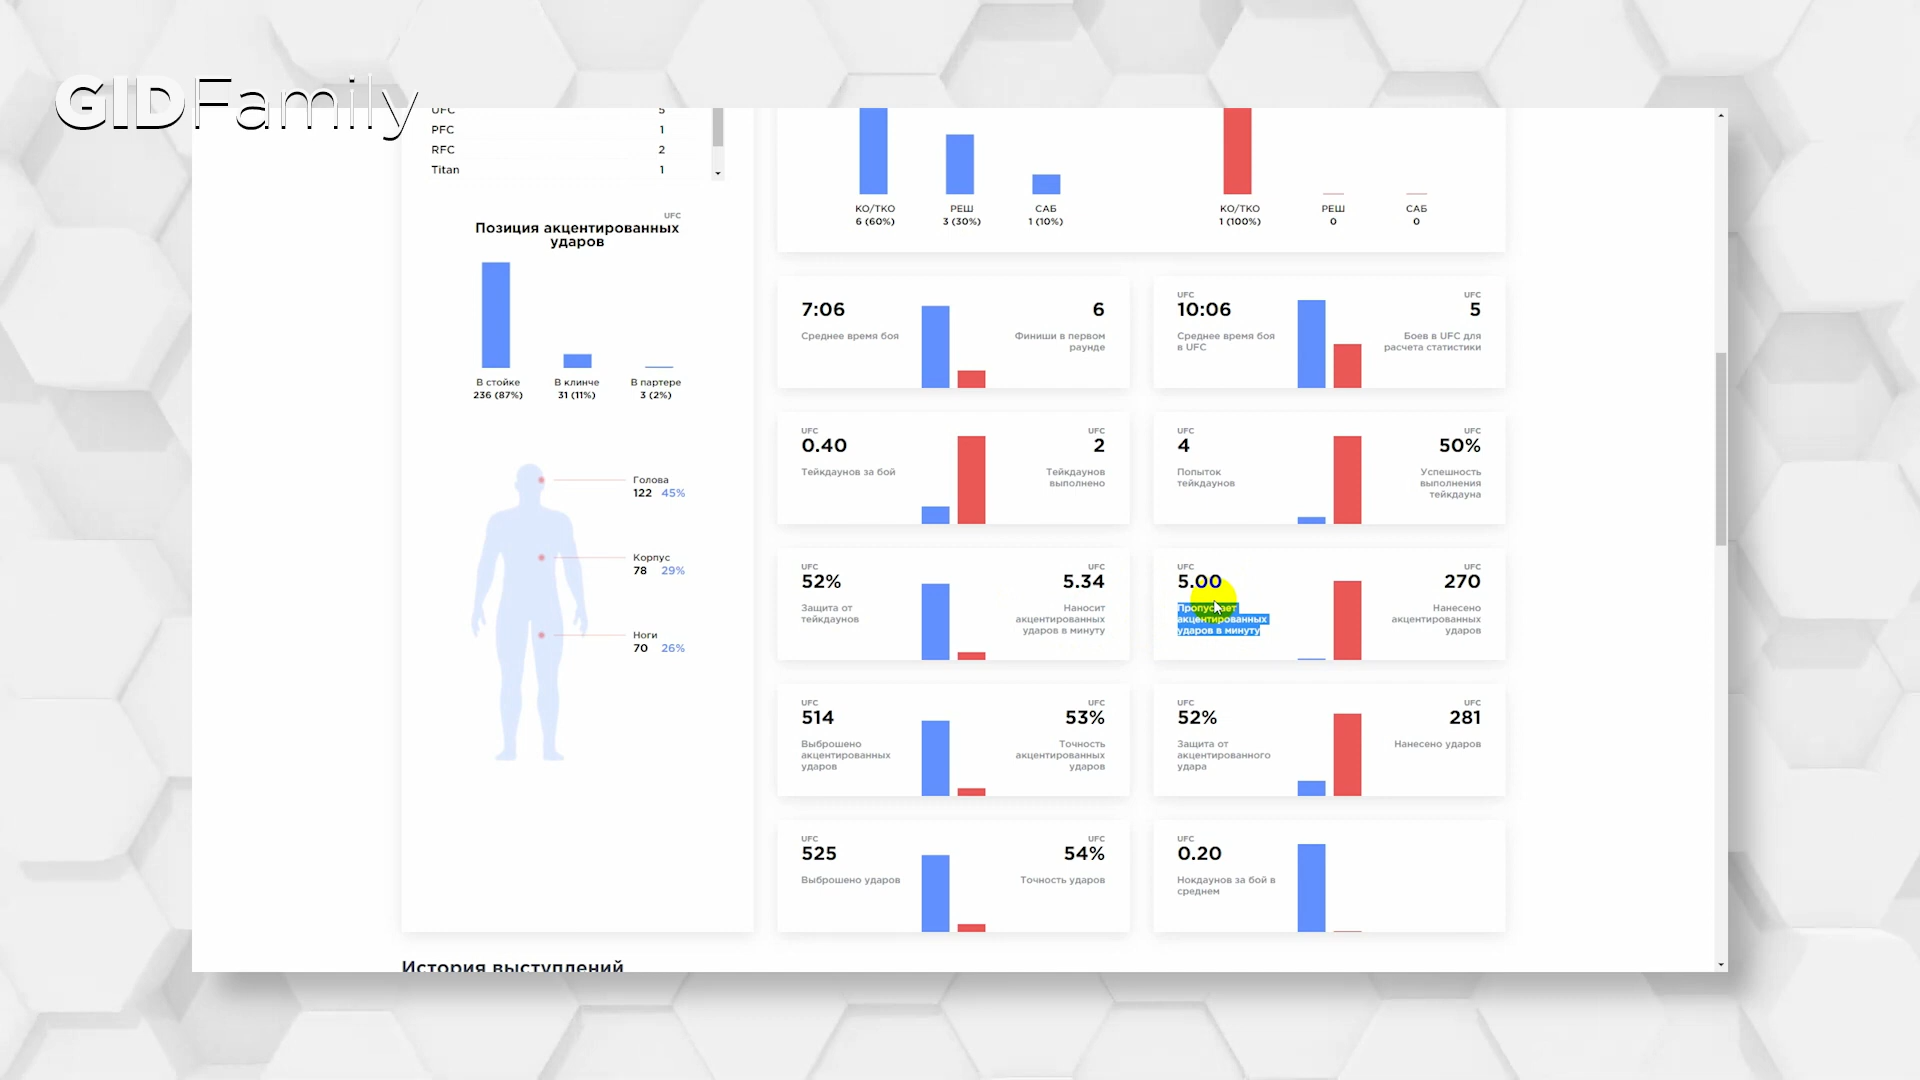 GIDFamily
UFC 5
PFC 1
RFC 2
Titan 1
UFC
Позиция акцентированных
ударов
В стойке В клинче В партере
236 (87%) 31 (11%) 3 (2%)
Голова
122 45%
Корпус
78 29%
Ноги
70 26%
КО/ТКО РЕШ САБ
6 (60%) 3 (30%) 1 (10%)
КО/ТКО РЕШ САБ
1 (100%) 0 0
7:06 6
Среднее время боя Финиши в первом
раунде
UFC UFC
10:06 5
Среднее время боя Боев в UFC для
в UFC расчета статистики
UFC UFC
0.40 2
Тейкдаунов за бой Тейкдаунов
выполнено
UFC UFC
4 50%
Попыток Успешность
тейкдаунов выполнения
тейкдауна
UFC UFC
52% 5.34
Защита от Наносит
тейкдаунов акцентированных
ударов в минуту
UFC UFC
5.00 270
Пропускает Нанесено
акцентированных акцентированных
ударов в минуту ударов
UFC UFC
514 53%
Выброшено Точность
акцентированных акцентированных
ударов ударов
UFC UFC
52% 281
Защита от Нанесено ударов
акцентированного
удара
UFC UFC
525 54%
Выброшено ударов Точность ударов
UFC
0.20
Нокдаунов за бой в
среднем
История выступлений